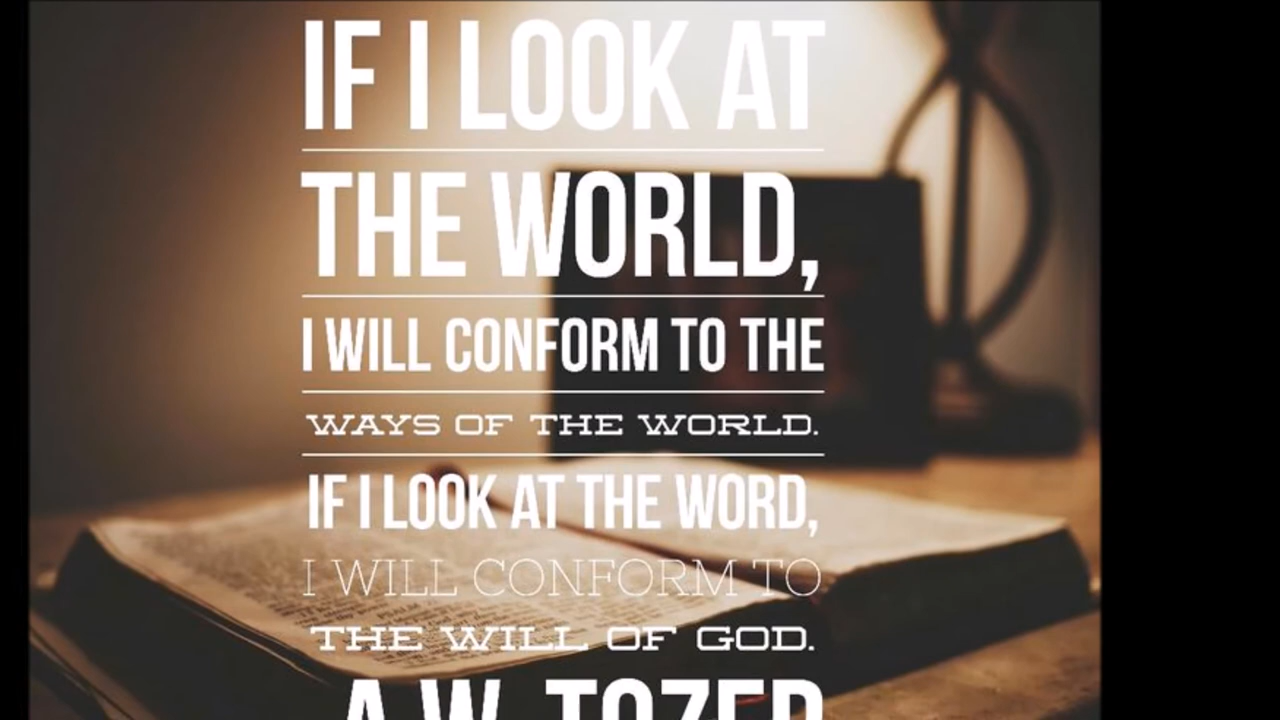 IF I LOOK AT
THE WORLD,
I WILL CONFORM TO THE
WAYS OF THE WORLD.
IF I LOOK AT THE WORD,
I WILL CONFORM TO
THE WILL OF GOD.
A.W. TOZER